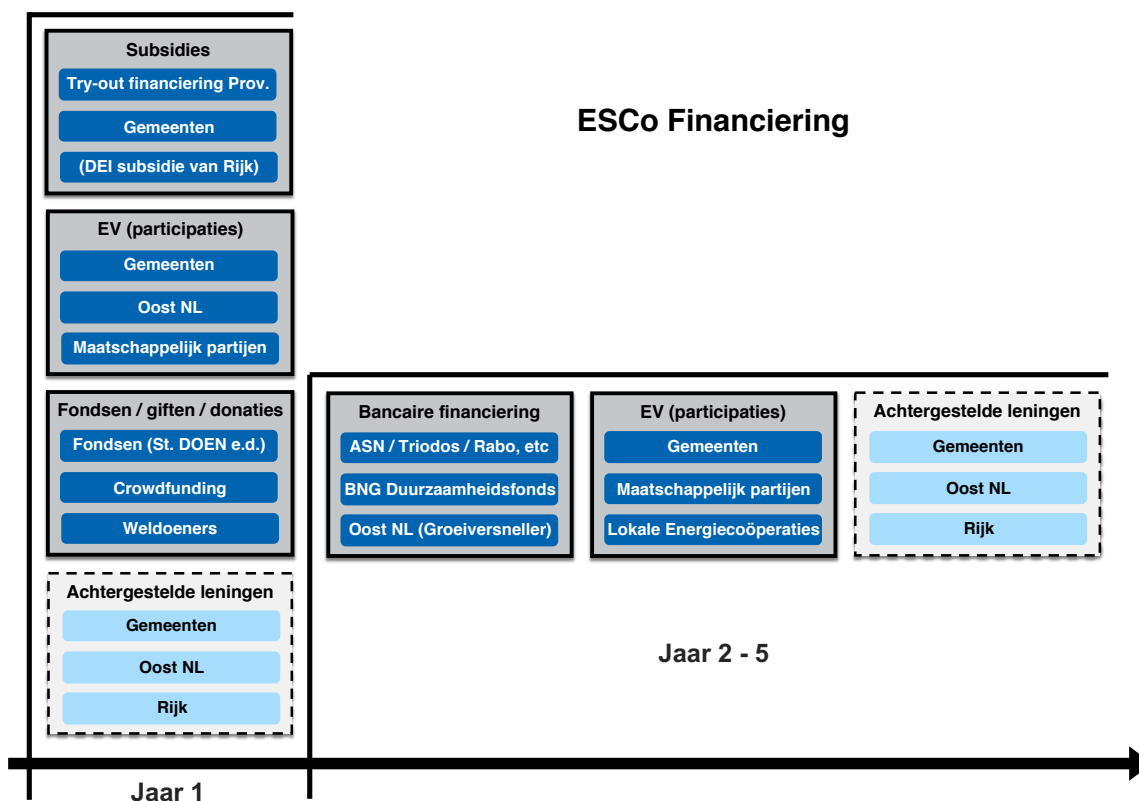 ESCo Financiering
Subsidies
Try-out financiering Prov.
Gemeenten
(DEI subsidie van Rijk)
EV (participaties)
Gemeenten
Oost NL
Maatschappelijk partijen
Fondsen / giften / donaties
Fondsen (St. DOEN e.d.)
Crowdfunding
Weldoeners
Achtergestelde leningen
Gemeenten
Oost NL
Rijk
Jaar 1
Bancaire financiering
ASN / Triodos / Rabo, etc
BNG Duurzaamheidsfonds
Oost NL (Groeiversneller)
EV (participaties)
Gemeenten
Maatschappelijk partijen
Lokale Energiecoöperaties
Achtergestelde leningen
Gemeenten
Oost NL
Rijk
Jaar 2 - 5